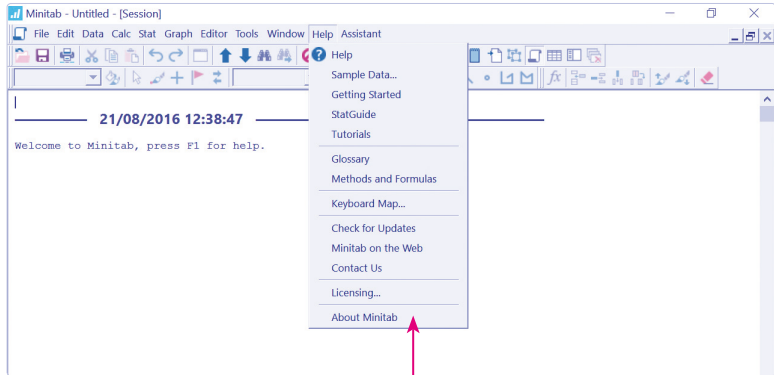 Minitab - Untitled - [Session]
File Edit Data Calc Stat Graph Editor Tools Window Help Assistant
Help
Sample Data...
Getting Started
StatGuide
Tutorials
Glossary
Methods and Formulas
Keyboard Map...
Check for Updates
Minitab on the Web
Contact Us
Licensing...
About Minitab
fx
21/08/2016 12:38:47
Welcome to Minitab, press F1 for help.